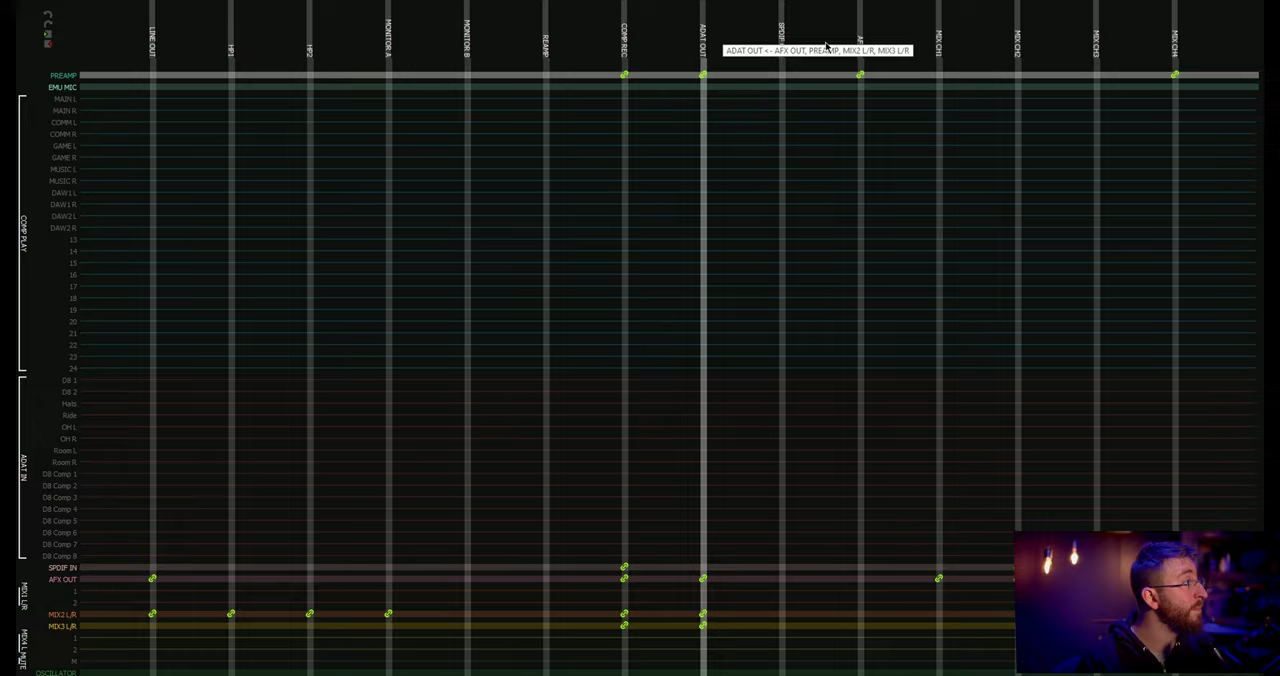 LINE OUT
HP1
HP2
MONITOR A
MONITOR B
REAMP
COMP REC
ADAT OUT
SPDIF
MIX CH1
MIX CH2
MIX CH3
MIX CH4
ADAT OUT <- AFX OUT, PREAMP, MIX2 L/R, MIX3 L/R
PREAMP
EMU MIC
COMP PLAY
MAIN L
MAIN R
COMM L
COMM R
GAME L
GAME R
MUSIC L
MUSIC R
DAW1 L
DAW1 R
DAW2 L
DAW2 R
13
14
15
16
17
18
19
20
21
22
23
24
ADAT IN
D8 1
D8 2
Hats
Ride
OH L
OH R
Room L
Room R
D8 Comp 1
D8 Comp 2
D8 Comp 3
D8 Comp 4
D8 Comp 5
D8 Comp 6
D8 Comp 7
D8 Comp 8
SPDIF IN
AFX OUT
MIX1 L/R
1
2
MIX2 L/R
MIX3 L/R
MIX4 L
MUTE
1
2
M
OSCILLATOR